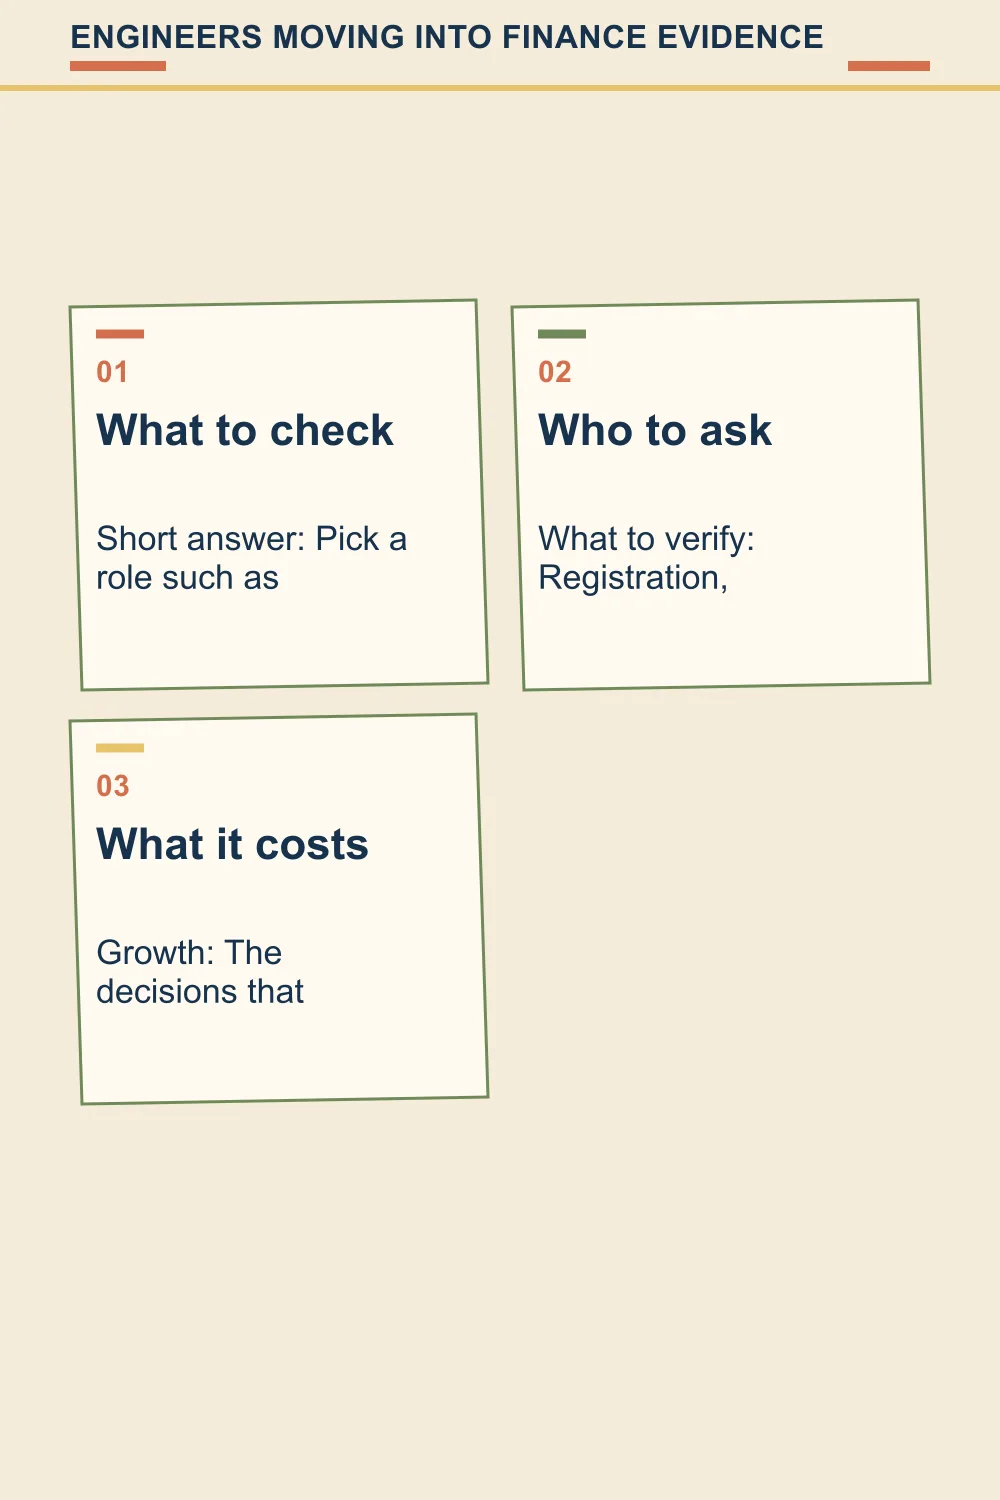 ENGINEERS MOVING INTO FINANCE EVIDENCE
01
What to check
Short answer: Pick a
role such as
02
Who to ask
What to verify:
Registration,
03
What it costs
Growth: The
decisions that